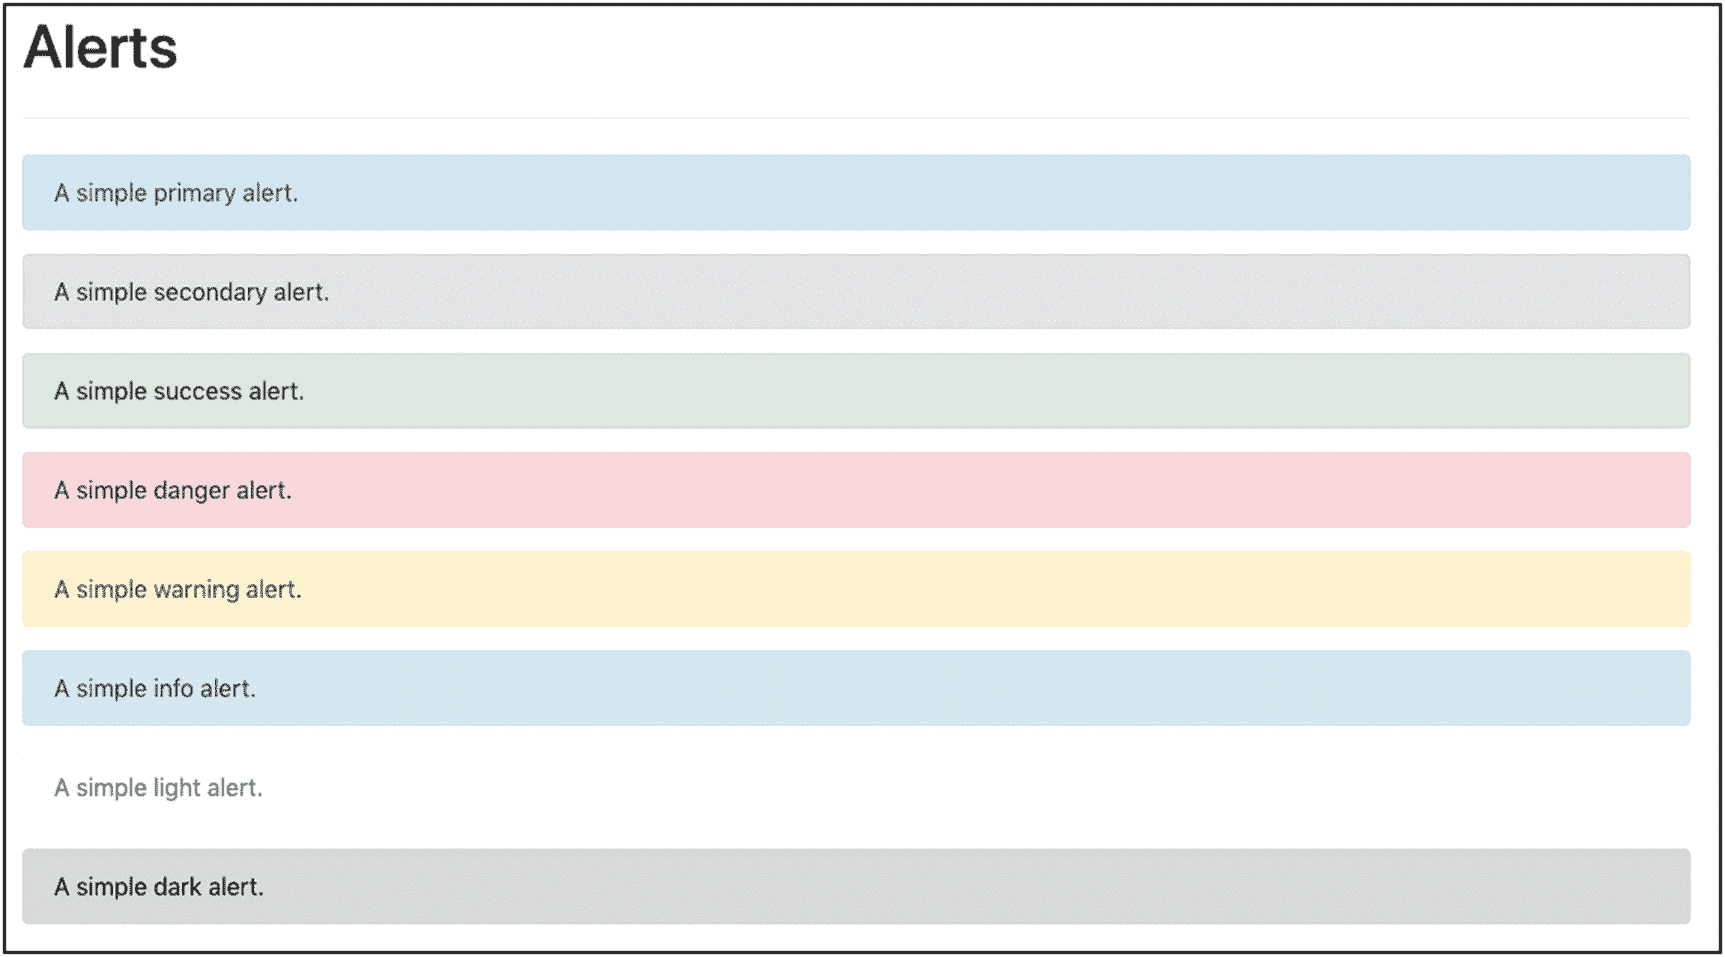 Alerts
A simple primary alert.
A simple secondary alert.
A simple success alert.
A simple danger alert.
A simple warning alert.
A simple info alert.
A simple light alert.
A simple dark alert.